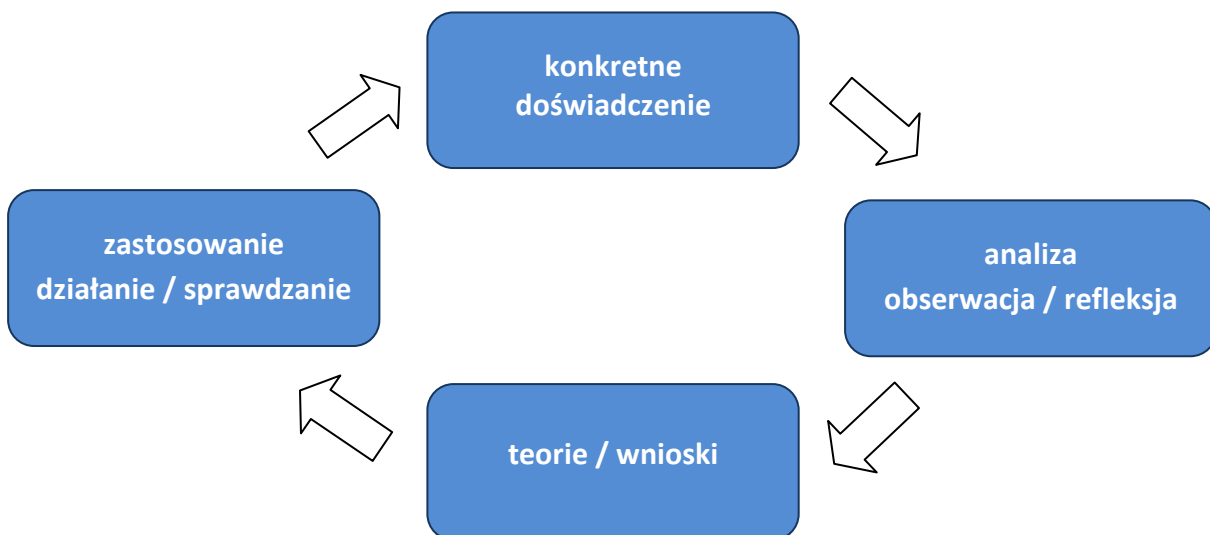 konkretne
doświadczenie
zastosowanie
działanie / sprawdzanie
analiza
obserwacja / refleksja
teorie / wnioski